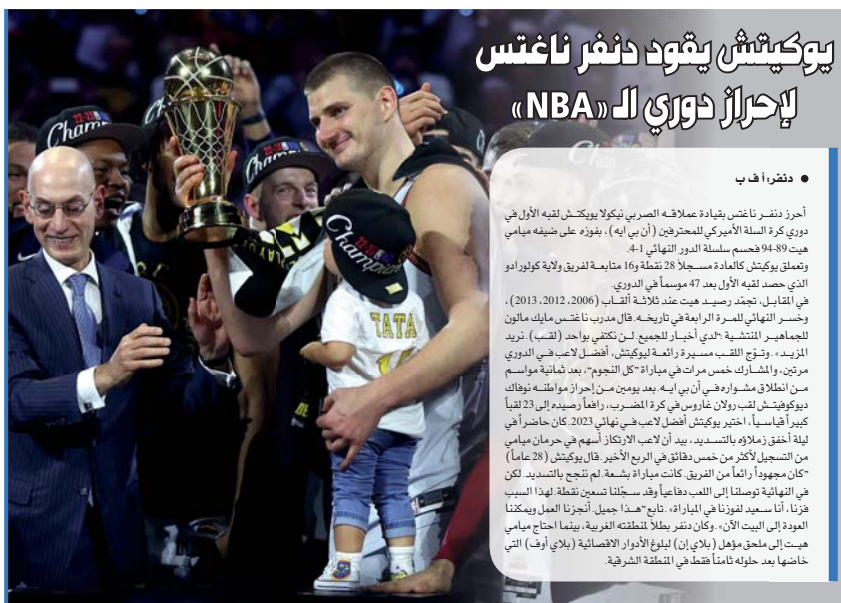 يوكيتش يقود دنفر ناغتس
لإحراز دوري الـ «NBA»
● دنفر: أ ف ب
أحرز دنفر ناغتس بقيادة عملاقه الصربي نيكولا يويكتش لقبه الأول في
دوري كرة السلة الأميركي للمحترفين (أن بي ايه)، بفوزه على ضيفه ميامي
هيت 89-94 فحسم سلسلة الدور النهائي 1-4.
وتعملق يوكيتش كالعادة مسجلاً 28 نقطة و16 متابعة لفريق ولاية كولورادو
الذي حصد لقبه الأول بعد 47 موسماً في الدوري.
في المقابل، تجمّد رصيد هيت عند ثلاثة ألقاب (2006، 2012، 2013)،
وخسر النهائي للمرة الرابعة في تاريخه. قال مدرب ناغتس مايك مالون
للجماهير المنتشية :"لدي أخبار للجميع. لن نكتفي بواحد (لقب). نريد
المزيد» .وتوّج اللقب مسيرة رائعة ليوكيتش، أفضل لاعب في الدوري
مرتين، والمشارك خمس مرات في مباراة "كل النجوم"، بعد ثمانية مواسم
من انطلاق مشواره في أن بي ايه. بعد يومين من إحراز مواطنه نوفاك
ديوكوفيتش لقب رولان غاروس في كرة المضرب، رافعاً رصيده إلى 23 لقباً
كبيراً قياسياً، اختير يوكيتش أفضل لاعب في نهائي 2023. كان حاضراً في
ليلة أخفق زملاؤه بالتسديد، بيد أن لاعب الارتكاز أسهم في حرمان ميامي
من التسجيل لأكثر من خمس دقائق في الربع الأخير. قال يوكيتش (28 عاماً)
"كان مجهوداً رائعاً من الفريق. كانت مباراة بشعة. لم ننجح بالتسديد. لكن
في النهائية توصلنا إلى اللعب دفاعياً وقد سجّلنا تسعين نقطة. لهذا السبب
فزنا، أنا سعيد لفوزنا في المباراة» .تابع "هذا جميل. أنجزنا العمل ويمكننا
العودة إلى البيت الآن» .وكان دنفر بطلاً لمنطقته الغربية، بينما احتاج ميامي
هيت إلى ملحق مؤهل (بلاي إن) لبلوغ الأدوار الاقصائية (بلاي أوف) التي
خاضها بعد حلوله ثامناً فقط في المنطقة الشرقية.
22-23
Champions
TATA